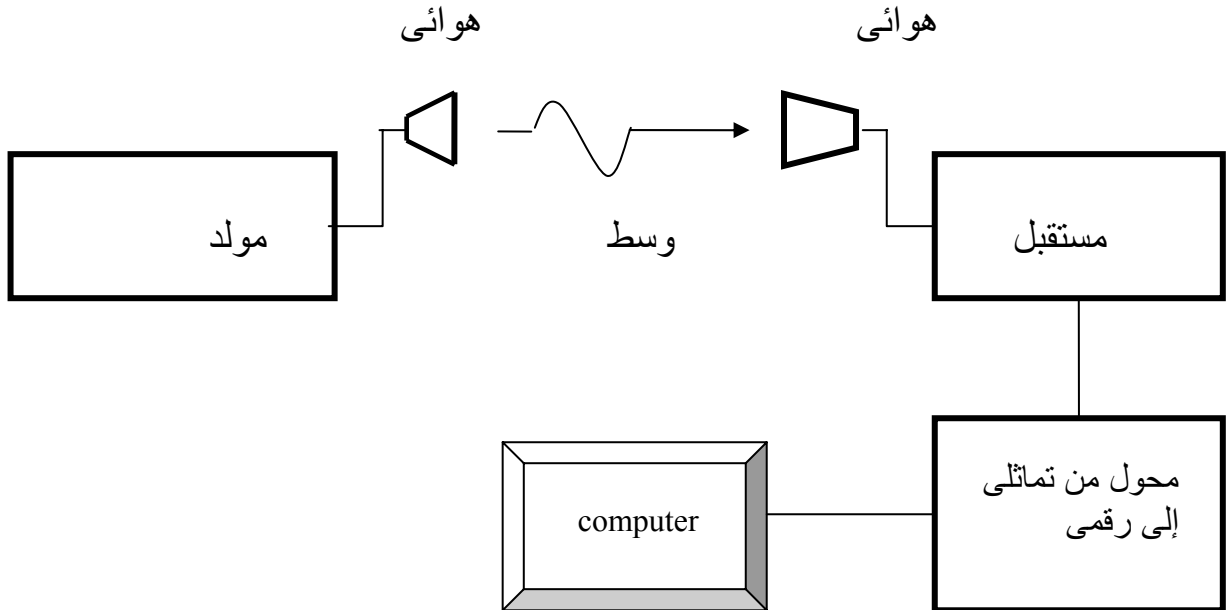 هوائى
هوائى
مولد
وسط
مستقبل
محول من تماثلى
إلى رقمى
computer